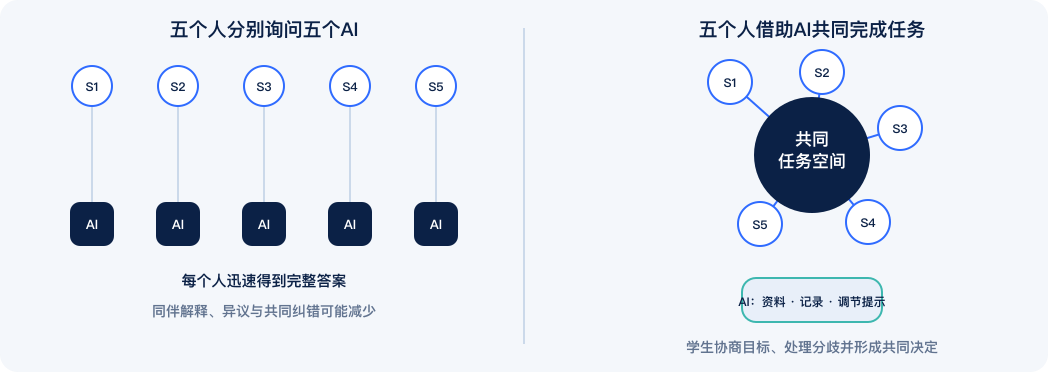 五个人分别询问五个AI
S1
S2
S3
S4
S5
AI
AI
AI
AI
AI
每个人迅速得到完整答案
同伴解释、异议与共同纠错可能减少
五个人借助AI共同完成任务
S1
S2
S3
共同
任务空间
S5
S4
AI：资料 · 记录 · 调节提示
学生协商目标、处理分歧并形成共同决定